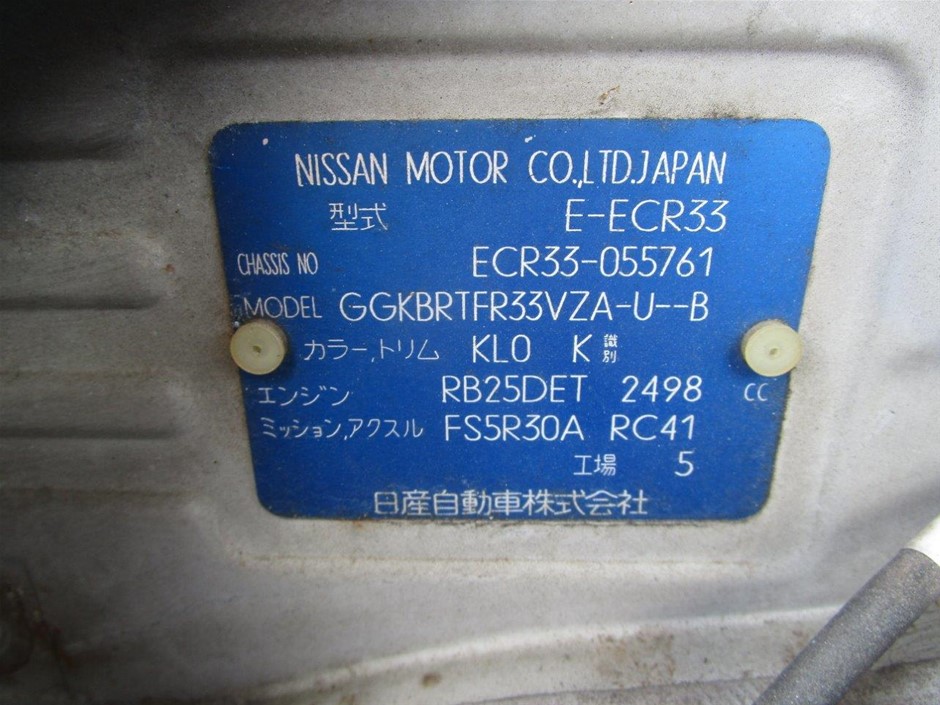 NISSAN MOTOR CO.,LTD.JAPAN
型式 E-ECR33
CHASSIS NO ECR33-055761
MODEL GGKBRTFR33VZA-U--B
カラー,トリム KL0 K 識別
エンジン RB25DET 2498 CC
ミッション,アクスル FS5R30A RC41
工場 5
日産自動車株式会社